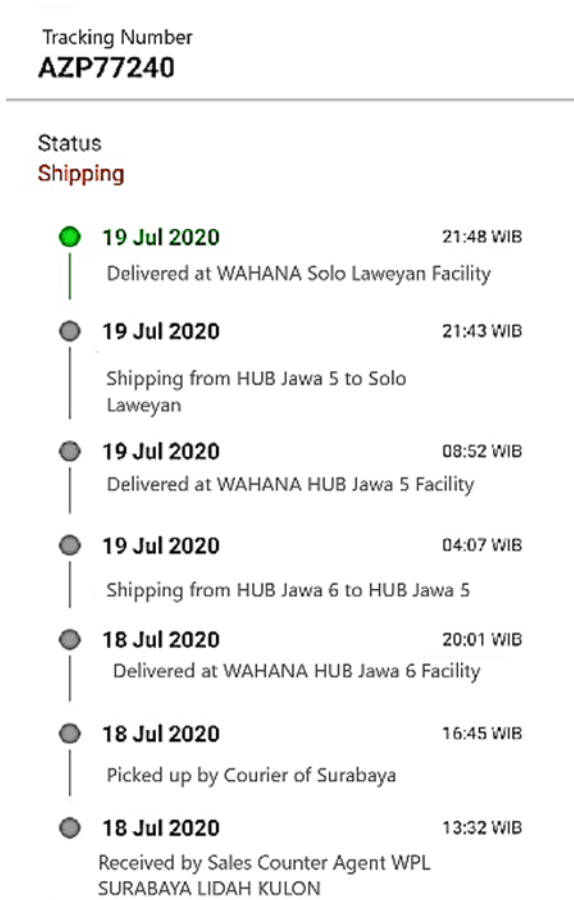 Tracking Number
AZP77240
Status
Shipping
19 Jul 2020 21:48 WIB
Delivered at WAHANA Solo Laweyan Facility
19 Jul 2020 21:43 WIB
Shipping from HUB Jawa 5 to Solo
Laweyan
19 Jul 2020 08:52 WIB
Delivered at WAHANA HUB Jawa 5 Facility
19 Jul 2020 04:07 WIB
Shipping from HUB Jawa 6 to HUB Jawa 5
18 Jul 2020 20:01 WIB
Delivered at WAHANA HUB Jawa 6 Facility
18 Jul 2020 16:45 WIB
Picked up by Courier of Surabaya
18 Jul 2020 13:32 WIB
Received by Sales Counter Agent WPL
SURABAYA LIDAH KULON